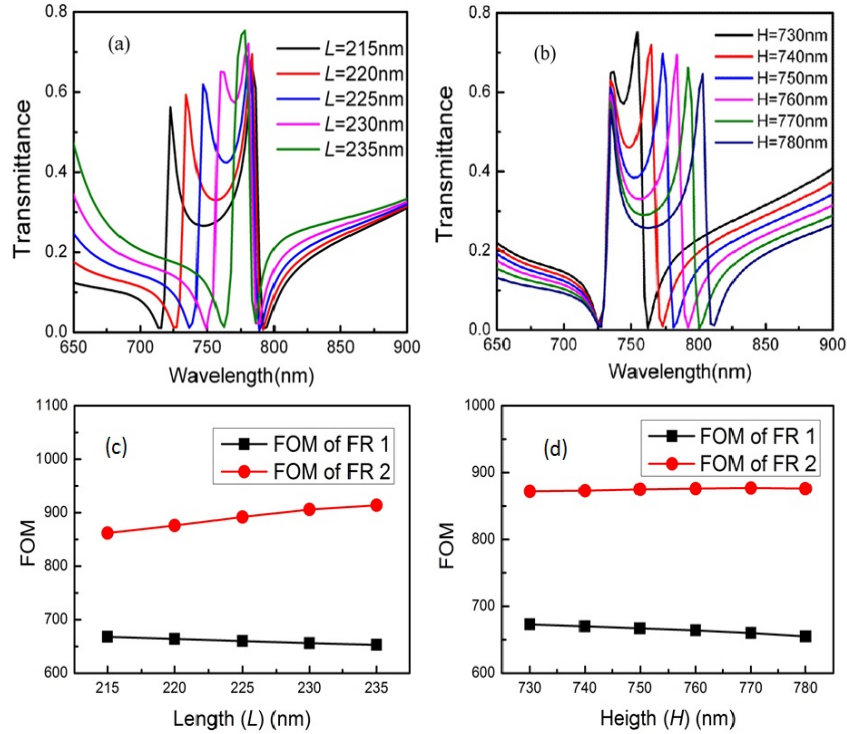 (a)
L=215nm
L=220nm
L=225nm
L=230nm
L=235nm
Transmittance
0.8
0.6
0.4
0.2
0.0
650 700 750 800 850 900
Wavelength(nm)
(b)
H=730nm
H=740nm
H=750nm
H=760nm
H=770nm
H=780nm
Transmittance
0.8
0.6
0.4
0.2
0.0
650 700 750 800 850 900
Wavelength(nm)
(c)
FOM of FR 1
FOM of FR 2
FOM
1100
1000
900
800
700
600
215 220 225 230 235
Length (L) (nm)
(d)
FOM of FR 1
FOM of FR 2
FOM
1000
900
800
700
600
730 740 750 760 770 780
Heigth (H) (nm)